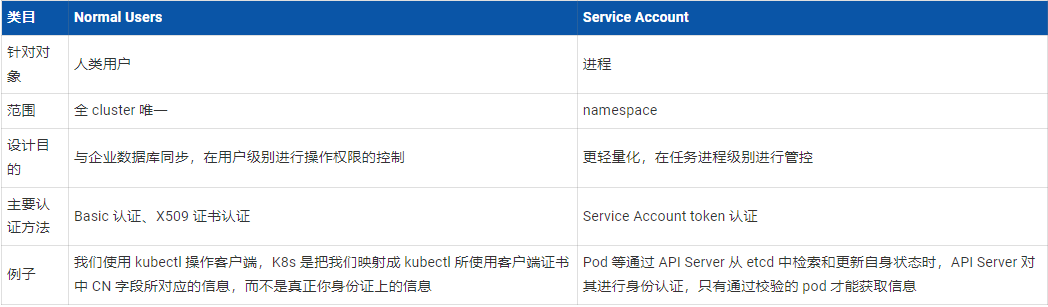 类目 Normal Users Service Account
针对对
象 人类用户 进程
范围 全 cluster 唯一 namespace
设计目
的 与企业数据库同步，在用户级别进行操作权限的控制 更轻量化，在任务进程级别进行管控
主要认
证方法 Basic 认证、X509 证书认证 Service Account token 认证
例子 我们使用 kubectl 操作客户端，K8s 是把我们映射成 kubectl 所使用客户端证书
中 CN 字段所对应的信息，而不是真正你身份证上的信息
Pod 等通过 API Server 从 etcd 中检索和更新自身状态时，API Server 对
其进行身份认证，只有通过校验的 pod 才能获取信息